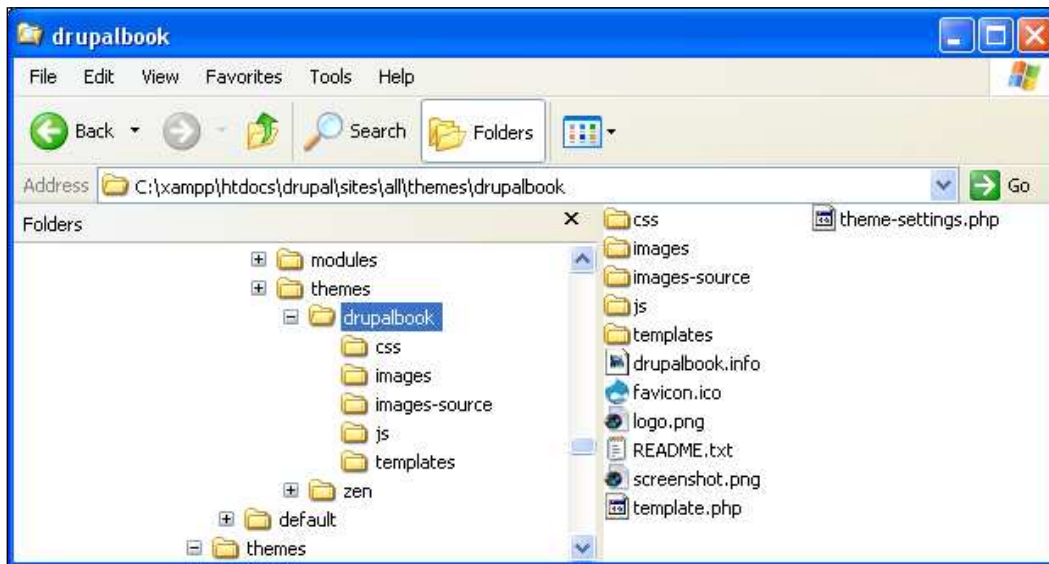 drupalbook
File Edit View Favorites Tools Help
Back Search Folders
Address C:\xampp\htdocs\drupal\sites\all\themes\drupalbook Go
Folders
modules
themes
drupalbook
css
images
images-source
js
templates
zen
default
themes
css
images
images-source
js
templates
drupalbook.info
favicon.ico
logo.png
README.txt
screenshot.png
template.php
theme-settings.php